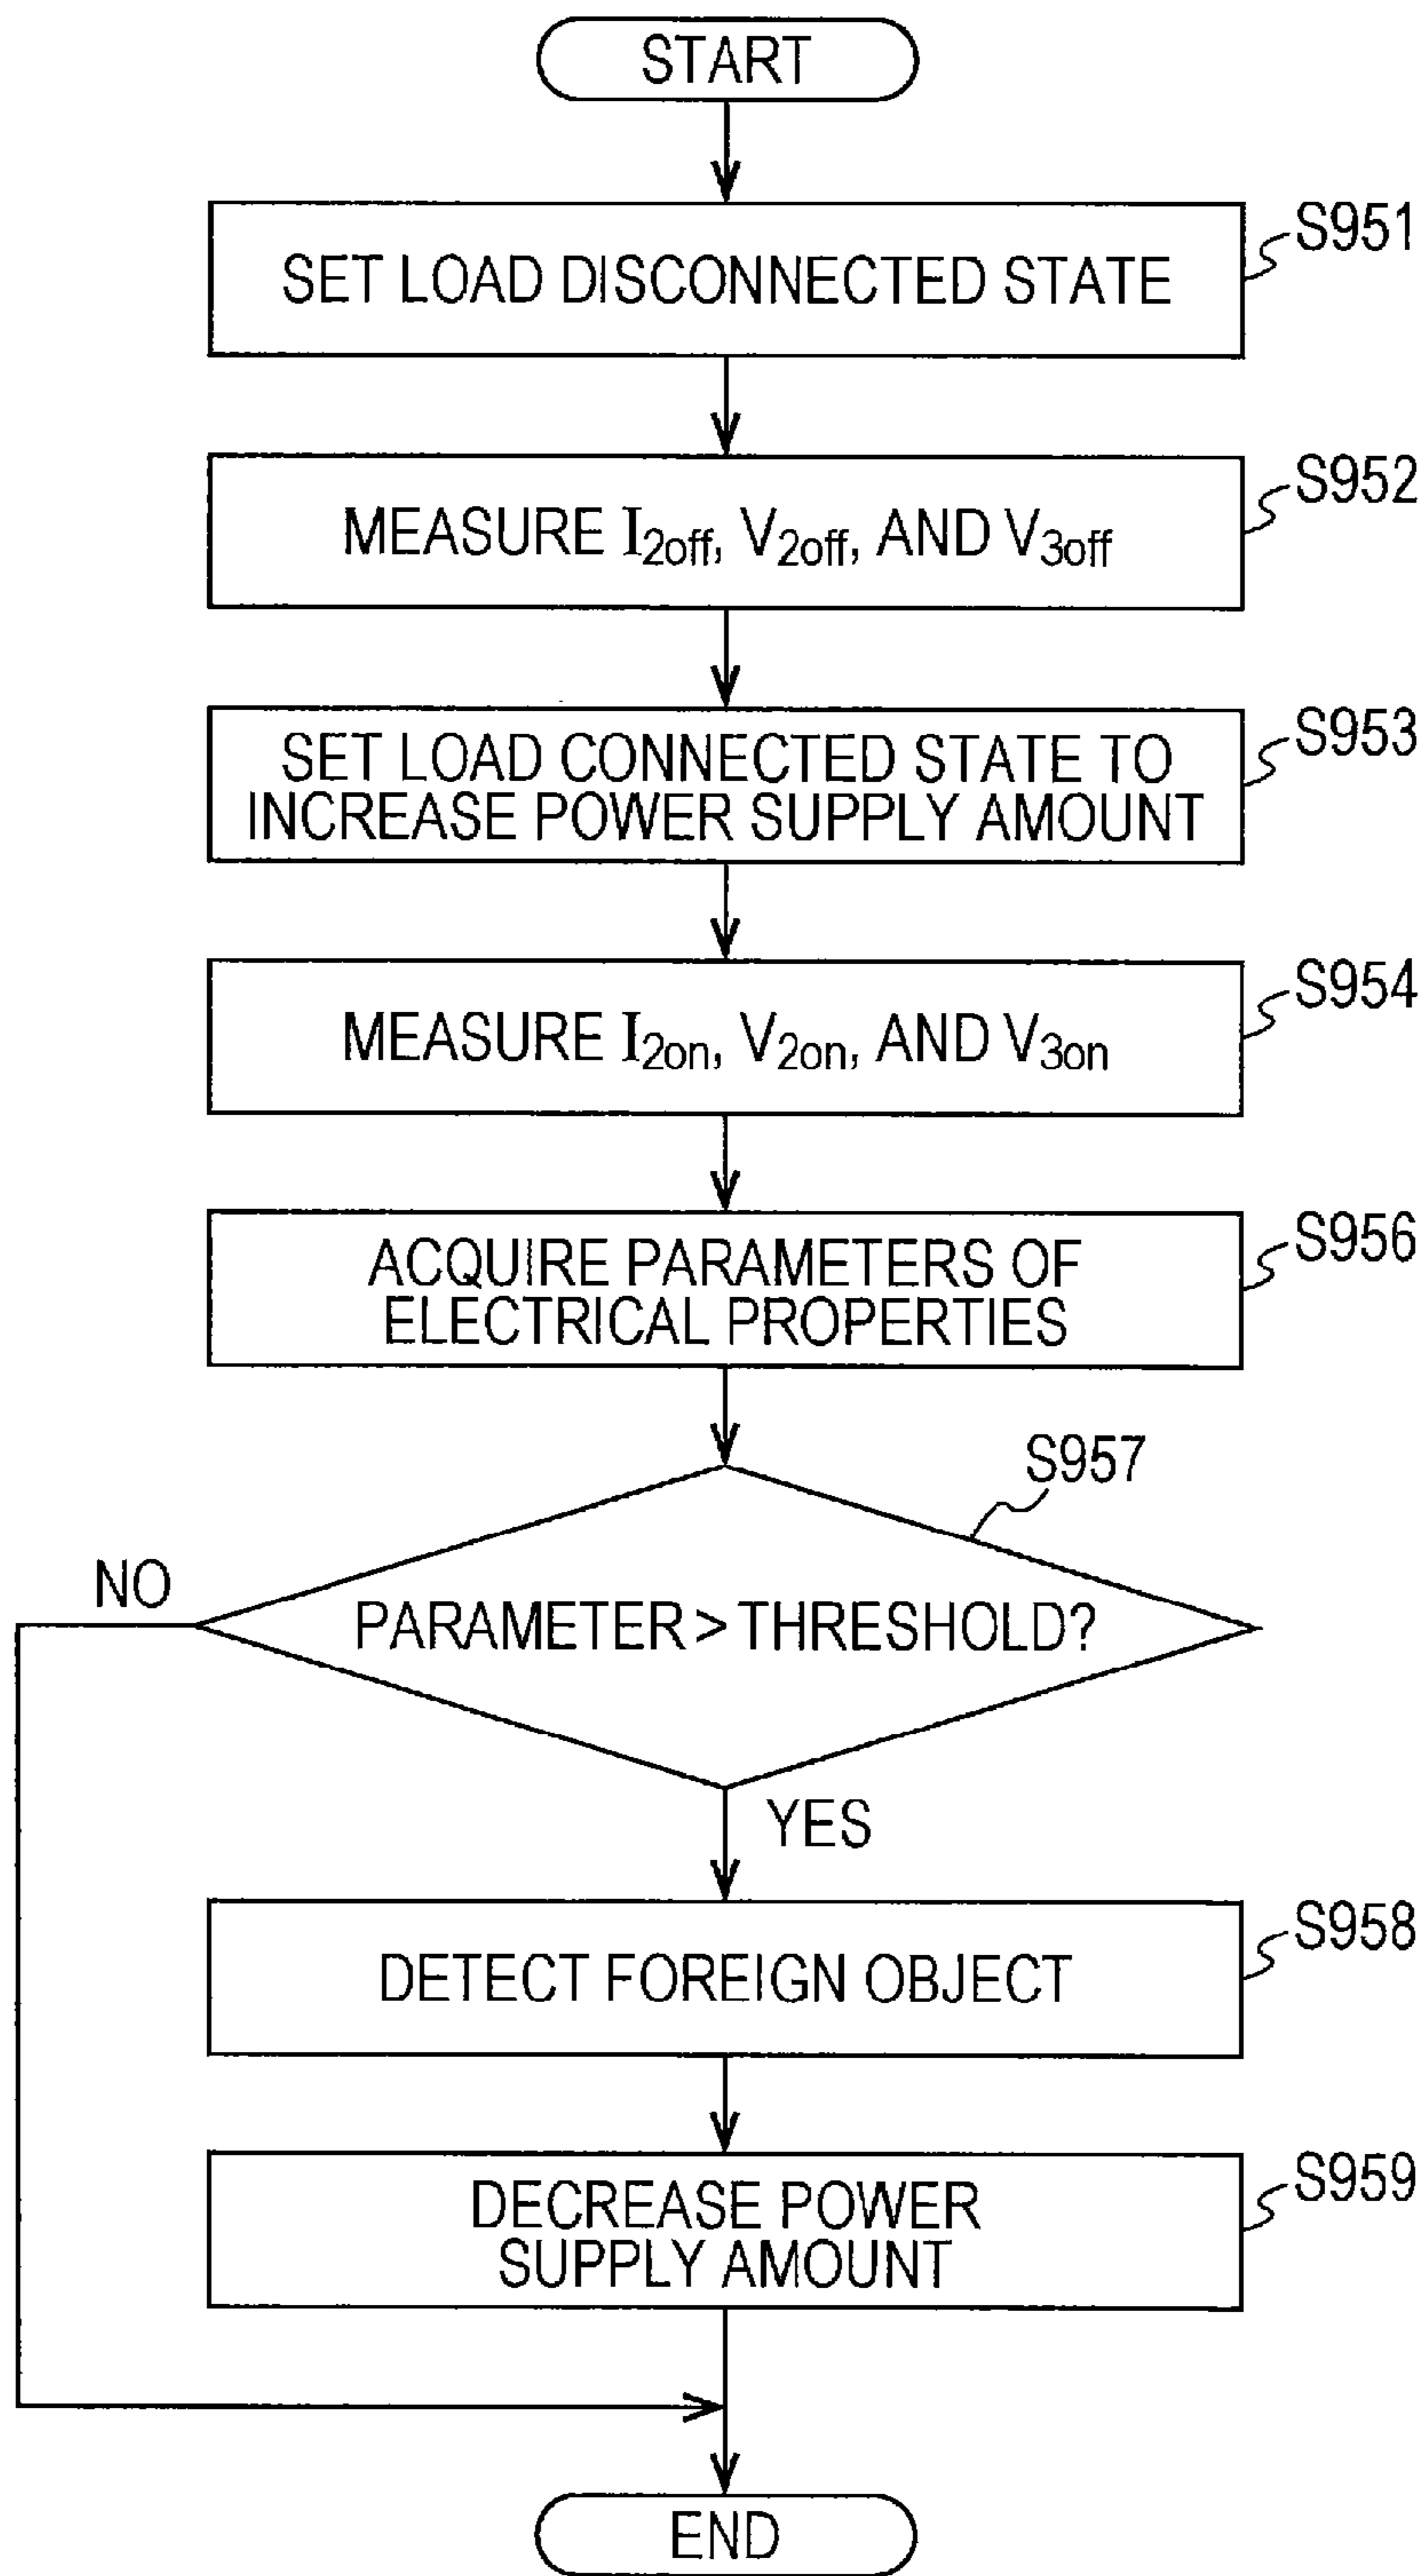 START
S951
SET LOAD DISCONNECTED STATE
S952
MEASURE I2off, V2off, AND V3off
S953
SET LOAD CONNECTED STATE TO
INCREASE POWER SUPPLY AMOUNT
S954
MEASURE I2on, V2on, AND V3on
S956
ACQUIRE PARAMETERS OF
ELECTRICAL PROPERTIES
S957
NO
PARAMETER > THRESHOLD?
YES
S958
DETECT FOREIGN OBJECT
S959
DECREASE POWER
SUPPLY AMOUNT
END